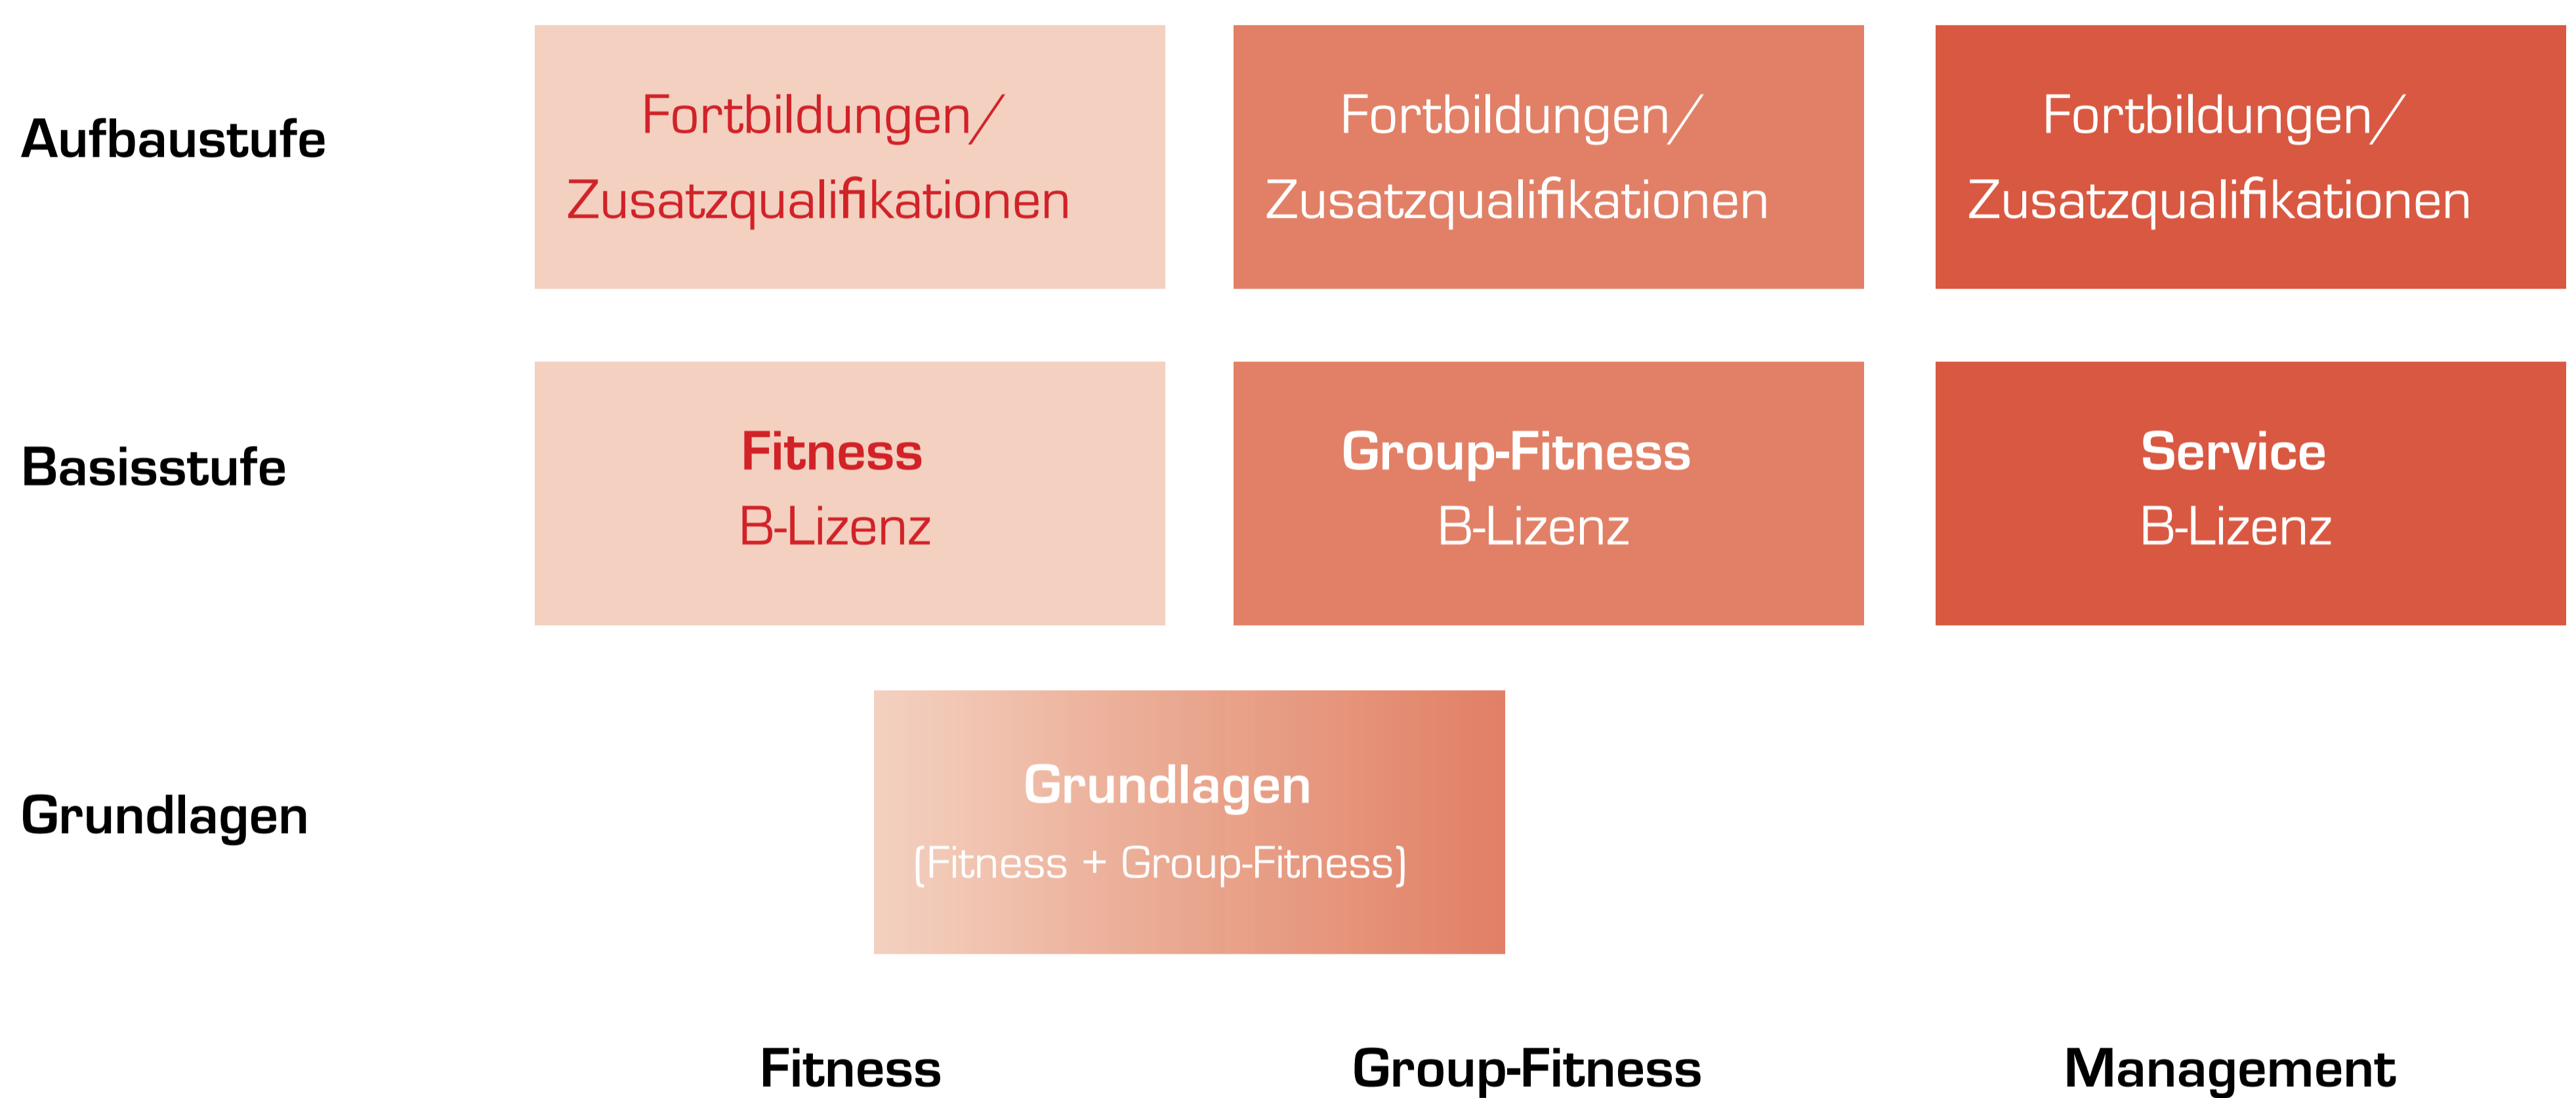 Aufbaustufe
Fortbildungen/
Zusatzqualifikationen
Fortbildungen/
Zusatzqualifikationen
Fortbildungen/
Zusatzqualifikationen
Basisstufe
Fitness
B-Lizenz
Group-Fitness
B-Lizenz
Service
B-Lizenz
Grundlagen
Grundlagen
(Fitness + Group-Fitness)
Fitness
Group-Fitness
Management